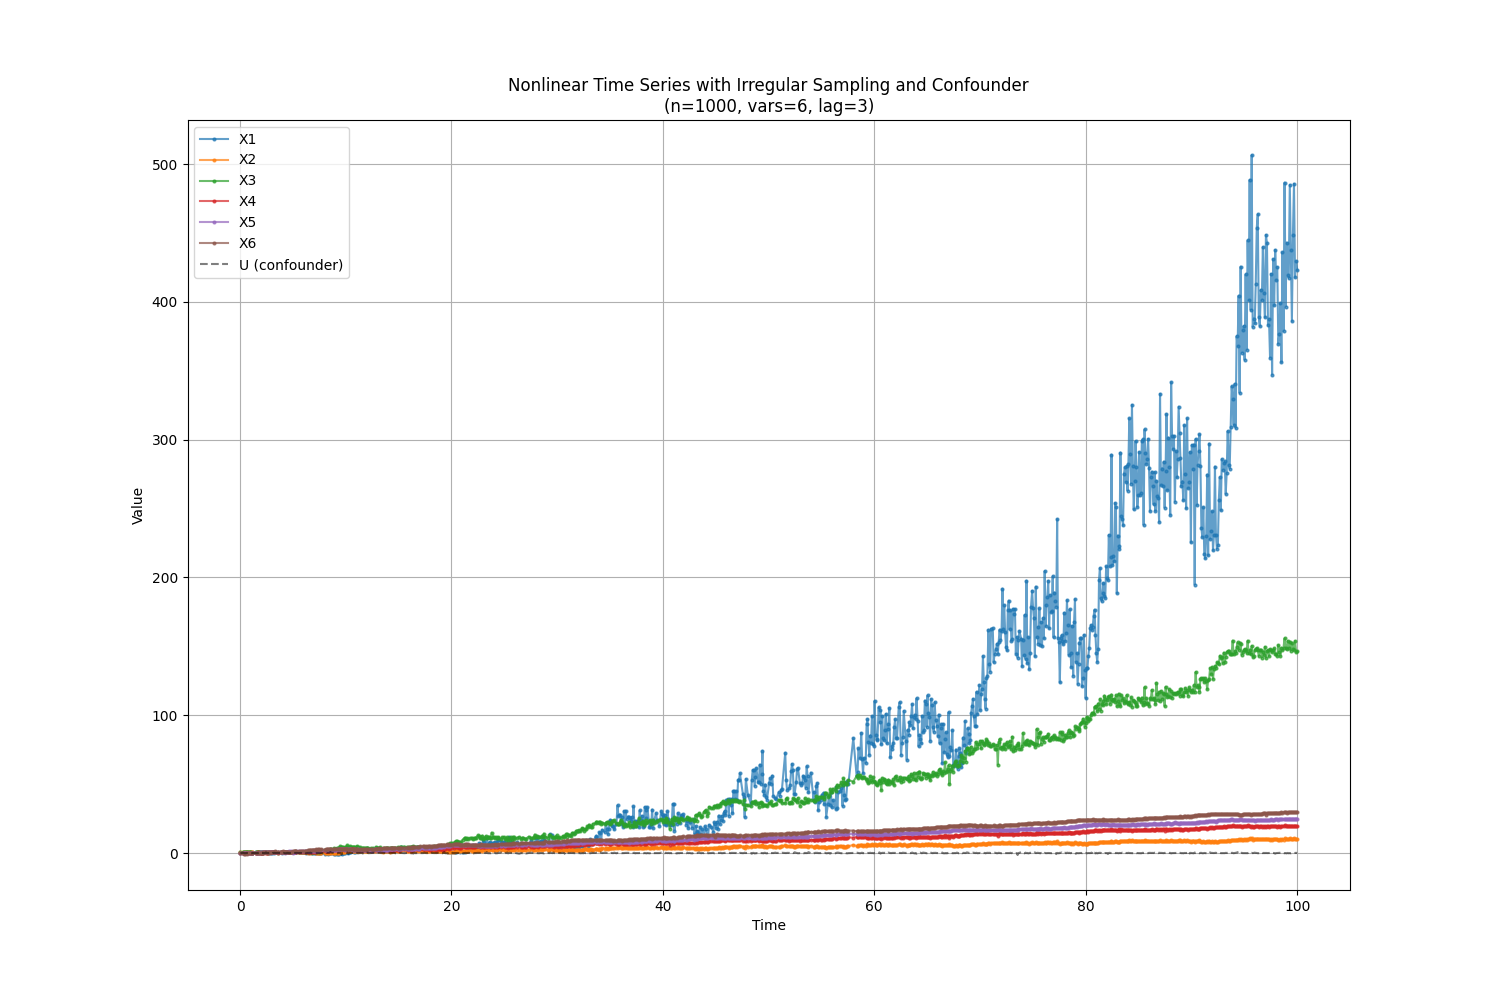 Nonlinear Time Series with Irregular Sampling and Confounder
(n=1000, vars=6, lag=3)
X1
X2
X3
X4
X5
X6
U (confounder)
Value
500
400
300
200
100
0
0 20 40 60 80 100
Time